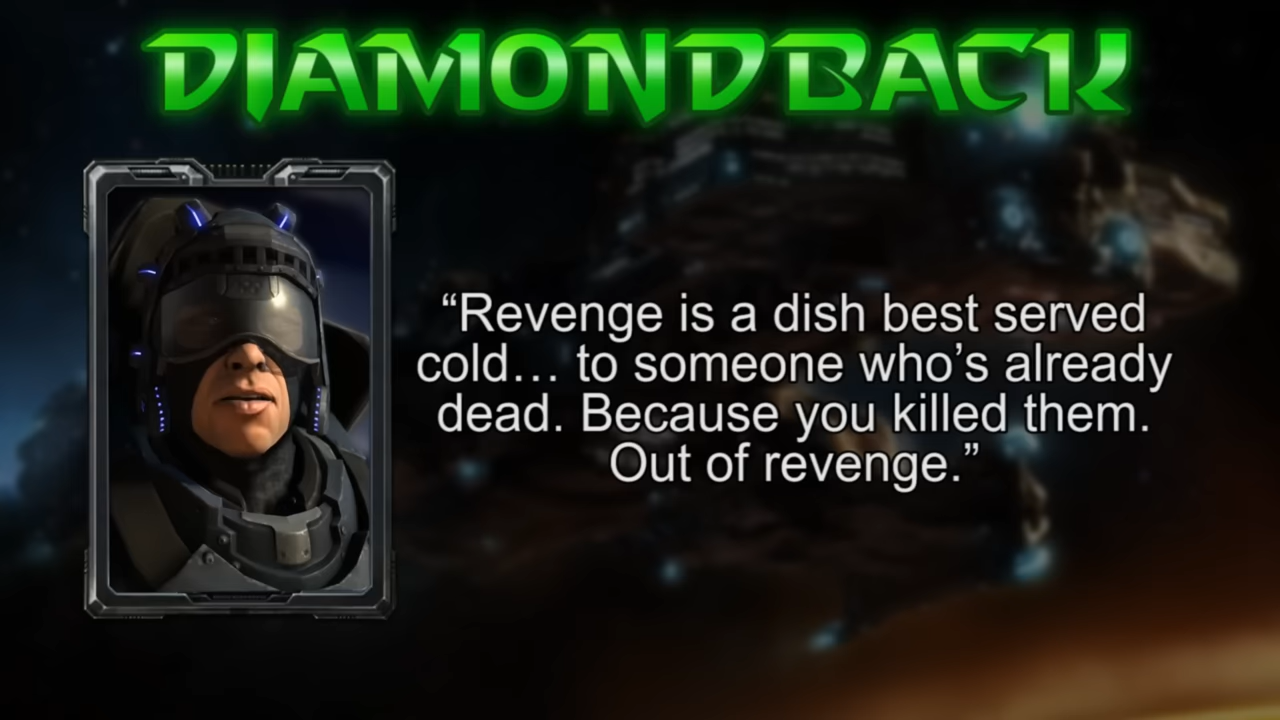 DIAMONDBACK
“Revenge is a dish best served
cold… to someone who’s already
dead. Because you killed them.
Out of revenge.”